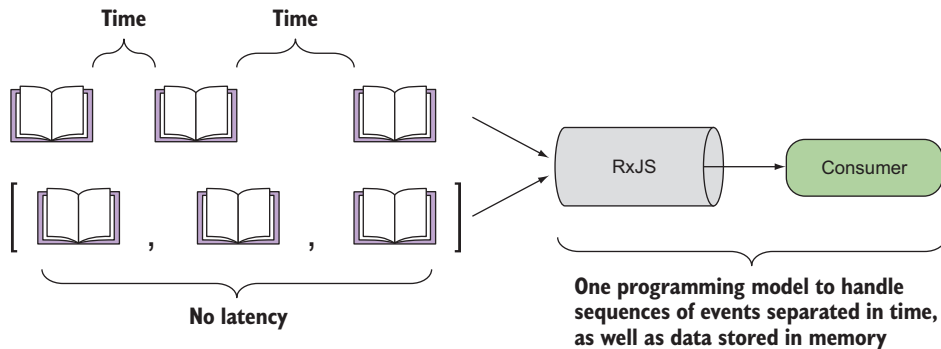 Time
Time
RxJS
Consumer
[ , , ]
No latency
One programming model to handle
sequences of events separated in time,
as well as data stored in memory